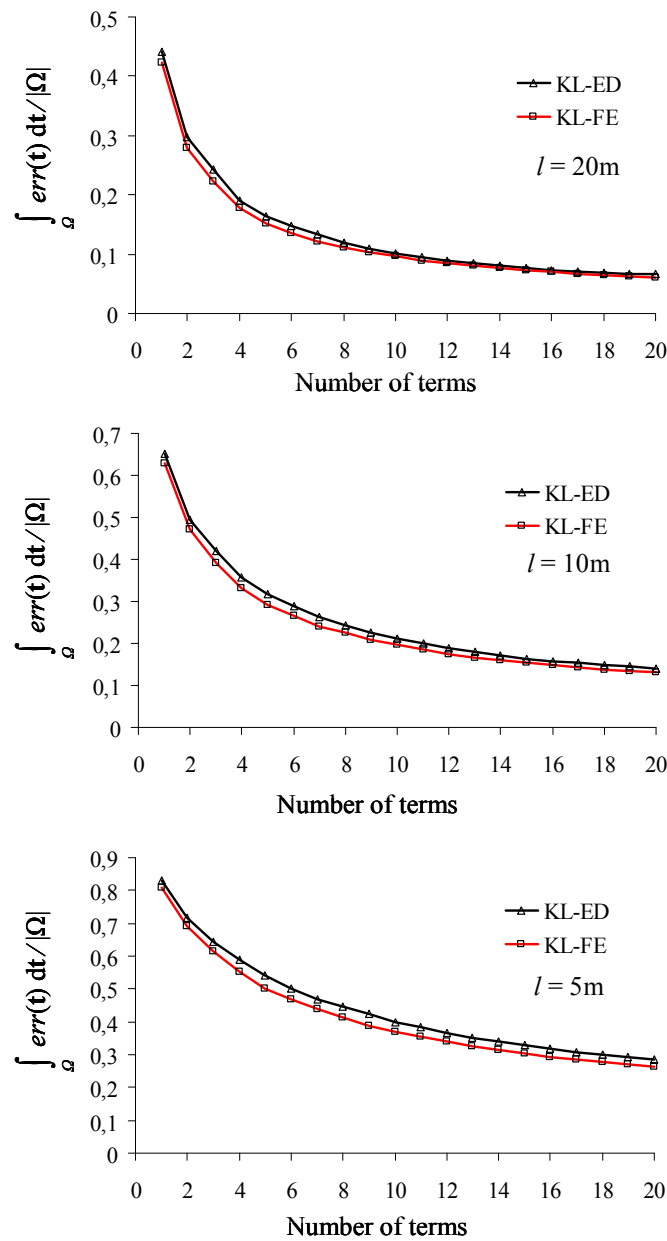 0,5
0,4
0,3
0,2
0,1
0
∫Ω err(t) dt/|Ω|
KL-ED
KL-FE
l = 20m
0 2 4 6 8 10 12 14 16 18 20
Number of terms
0,7
0,6
0,5
0,4
0,3
0,2
0,1
0
∫Ω err(t) dt/|Ω|
KL-ED
KL-FE
l = 10m
0 2 4 6 8 10 12 14 16 18 20
Number of terms
0,9
0,8
0,7
0,6
0,5
0,4
0,3
0,2
0,1
0
∫Ω err(t) dt/|Ω|
KL-ED
KL-FE
l = 5m
0 2 4 6 8 10 12 14 16 18 20
Number of terms